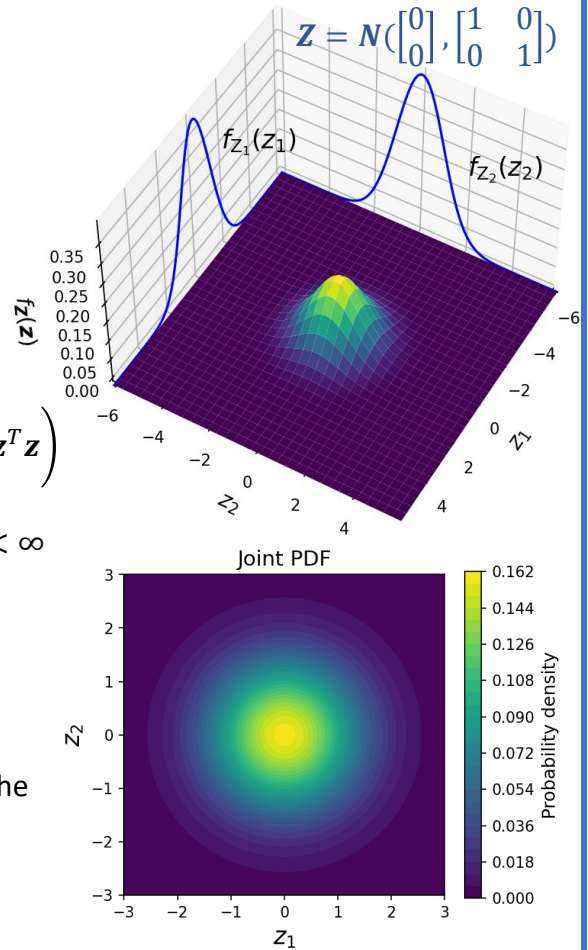 Z = N([0 0], [1 0 0 1])
f_{Z_1}(z_1)
f_{Z_2}(z_2)
f_Z(z)
0.35
0.30
0.25
0.20
0.15
0.10
0.05
0.00
−6
−4
−2
0
2
4
z_2
−6
−4
−2
0
2
4
z_1
z^T z)
< ∞
he
Joint PDF
3
2
1
0
−1
−2
−3
z_2
−3 −2 −1 0 1 2 3
z_1
0.162
0.144
0.126
0.108
0.090
0.072
0.054
0.036
0.018
0.000
Probability density